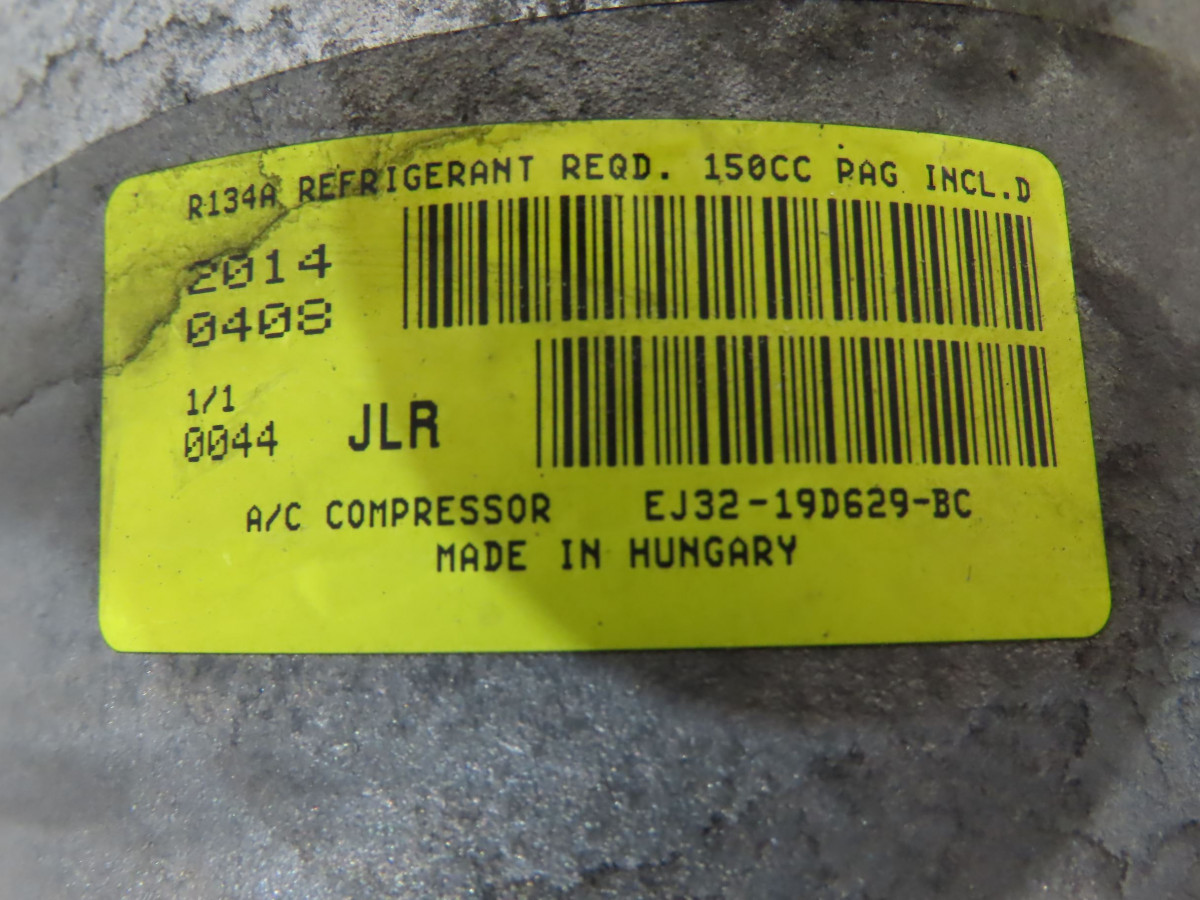 R134A REFRIGERANT REQD. 150CC PAG INCL.D
2014
0408
1/1
0044 JLR
A/C COMPRESSOR EJ32-19D629-BC
MADE IN HUNGARY